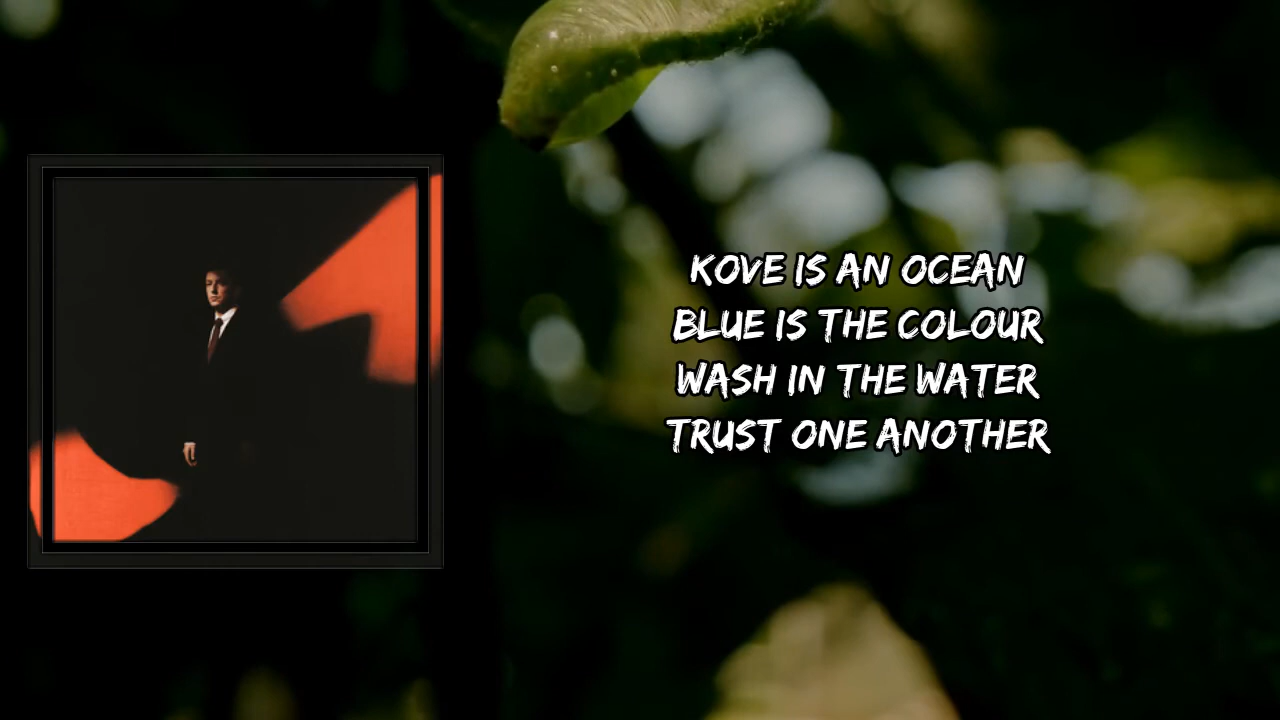 KOVE IS AN OCEAN
BLUE IS THE COLOUR
WASH IN THE WATER
TRUST ONE ANOTHER